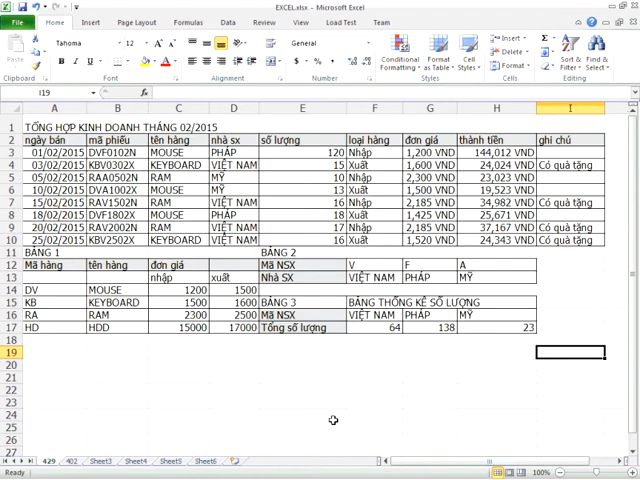 EXCEL.xlsx - Microsoft Excel
File Home Insert Page Layout Formulas Data Review View Load Test Team
Paste Tahoma 12 General Conditional Formatting Format as Table Cell Styles Insert Delete Format Sort & Filter Find & Select
Clipboard Font Alignment Number Styles Cells Editing
I19 fx
A B C D E F G H I
1 TỔNG HỢP KINH DOANH THÁNG 02/2015
2 ngày bán mã phiếu tên hàng nhà sx số lượng loại hàng đơn giá thành tiền ghi chú
3 01/02/2015 DVF0102N MOUSE PHÁP 120 Nhập 1,200 VND 144,012 VND
4 03/02/2015 KBV0302X KEYBOARD VIỆT NAM 15 Xuất 1,600 VND 24,024 VND Có quà tặng
5 05/02/2015 RAA0502N RAM MỸ 10 Nhập 2,300 VND 23,023 VND
6 10/02/2015 DVA1002X MOUSE MỸ 13 Xuất 1,500 VND 19,523 VND
7 15/02/2015 RAV1502N RAM VIỆT NAM 16 Nhập 2,185 VND 34,982 VND Có quà tặng
8 18/02/2015 DVF1802X MOUSE PHÁP 18 Xuất 1,425 VND 25,671 VND
9 20/02/2015 RAV2002N RAM VIỆT NAM 17 Nhập 2,185 VND 37,167 VND Có quà tặng
10 25/02/2015 KBV2502X KEYBOARD VIỆT NAM 16 Xuất 1,520 VND 24,343 VND Có quà tặng
11 BẢNG 1 BẢNG 2
12 Mã hàng tên hàng đơn giá Mã NSX V F A
13 nhập xuất Nhà SX VIỆT NAM PHÁP MỸ
14 DV MOUSE 1200 1500
15 KB KEYBOARD 1500 1600 BẢNG 3 BẢNG THỐNG KÊ SỐ LƯỢNG
16 RA RAM 2300 2500 Mã NSX VIỆT NAM PHÁP MỸ
17 HD HDD 15000 17000 Tổng số lượng 64 138 23
18
19
20
21
22
23
24
25
26
27
429 402 Sheet3 Sheet4 Sheet5 Sheet6
Ready 100%